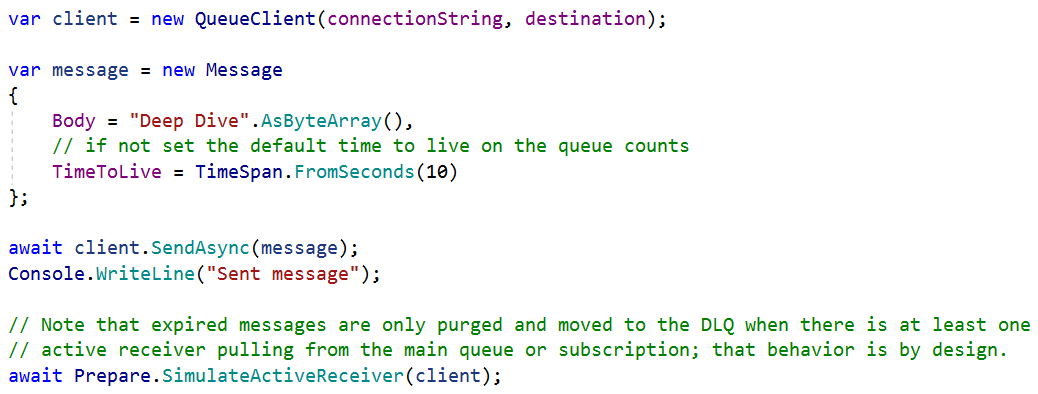 var client = new QueueClient(connectionString, destination);
var message = new Message
{
Body = "Deep Dive".AsByteArray(),
// if not set the default time to live on the queue counts
TimeToLive = TimeSpan.FromSeconds(10)
};
await client.SendAsync(message);
Console.WriteLine("Sent message");
// Note that expired messages are only purged and moved to the DLQ when there is at least one
// active receiver pulling from the main queue or subscription; that behavior is by design.
await Prepare.SimulateActiveReceiver(client);